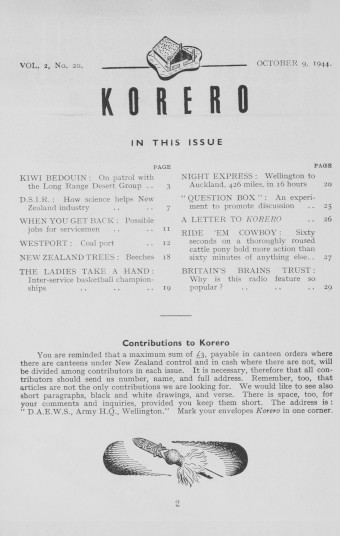 VOL. 2, No. 20.
OCTOBER 9, 1944.
KORERO
IN THIS ISSUE
PAGE
KIWI BEDOUIN : On patrol with
the Long Range Desert Group .. 3
D.S.I.R. : How science helps New
Zealand industry .. 7
WHEN YOU GET BACK : Possible
jobs for servicemen .. 11
WESTPORT : Coal port .. 12
NEW ZEALAND TREES : Beeches 18
THE LADIES TAKE A HAND :
Inter-service basketball champion-
ships .. .. .. 19
PAGE
NIGHT EXPRESS : Wellington to
Auckland, 426 miles, in 16 hours 20
"QUESTION BOX" : An experi-
ment to promote discussion .. 25
A LETTER TO KORERO .. 26
RIDE 'EM COWBOY : Sixty
seconds on a thoroughly roused
cattle pony hold more action than
sixty minutes of anything else.. 27
BRITAIN'S BRAINS TRUST :
Why is this radio feature so
popular ? .. .. .. 29
Contributions to Korero
You are reminded that a maximum sum of £3, payable in canteen orders where
there are canteens under New Zealand control and in cash where there are not, will
be divided among contributors in each issue. It is necessary, therefore that all con-
tributors should send us number, name, and full address. Remember, too, that
articles are not the only contributions we are looking for. We would like to see also
short paragraphs, black and white drawings, and verse. There is space, too, for
your comments and inquiries, provided you keep them short. The address is :
" D.A.E.W.S., Army H.Q., Wellington." Mark your envelopes Korero in one corner.
2